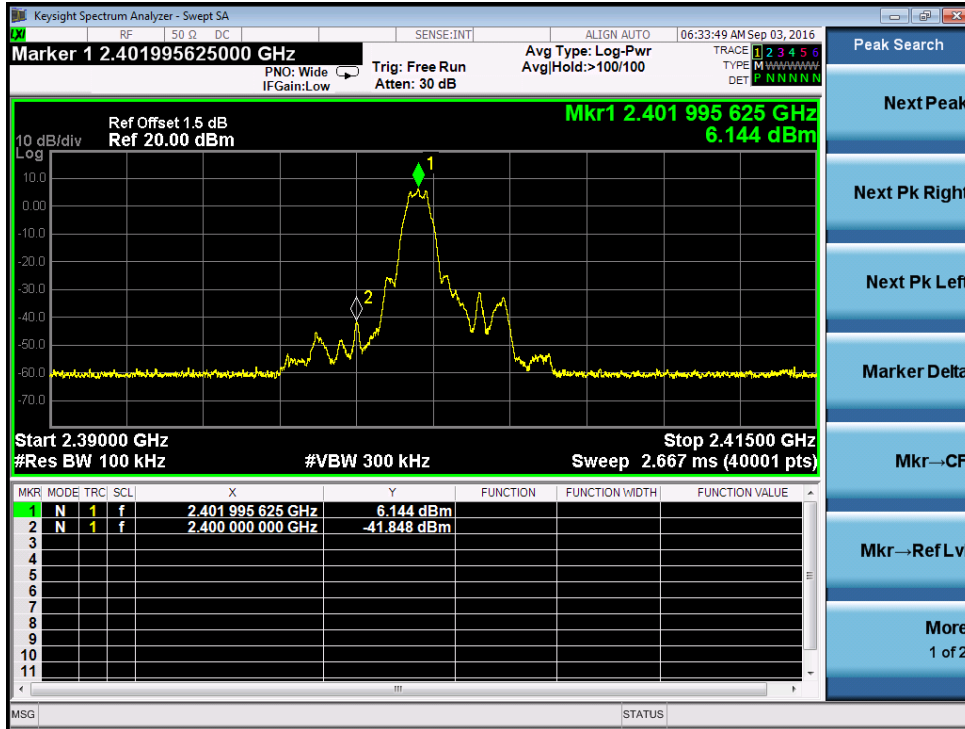 Keysight Spectrum Analyzer - Swept SA
LXI RF 50 Ω DC SENSE:INT ALIGN AUTO 06:33:49 AM Sep 03, 2016
Marker 1 2.401995625000 GHz
PNO: Wide
IFGain:Low
Trig: Free Run
Atten: 30 dB
Avg Type: Log-Pwr
Avg|Hold:>100/100
TRACE 1 2 3 4 5 6
TYPE M WWWWW
DET P N N N N N
Peak Search
Next Peak
Next Pk Right
Next Pk Left
Marker Delta
Mkr→CF
Mkr→Ref Lv
More
1 of 2
Mkr1 2.401 995 625 GHz
6.144 dBm
Ref Offset 1.5 dB
10 dB/div Ref 20.00 dBm
Log
10.0
0.00
-10.0
-20.0
-30.0
-40.0
-50.0
-60.0
-70.0
1
2
Start 2.39000 GHz Stop 2.41500 GHz
#Res BW 100 kHz #VBW 300 kHz Sweep 2.667 ms (40001 pts)
MKR MODE TRC SCL X Y FUNCTION FUNCTION WIDTH FUNCTION VALUE
1 N 1 f 2.401 995 625 GHz 6.144 dBm
2 N 1 f 2.400 000 000 GHz -41.848 dBm
3
4
5
6
7
8
9
10
11
MSG STATUS